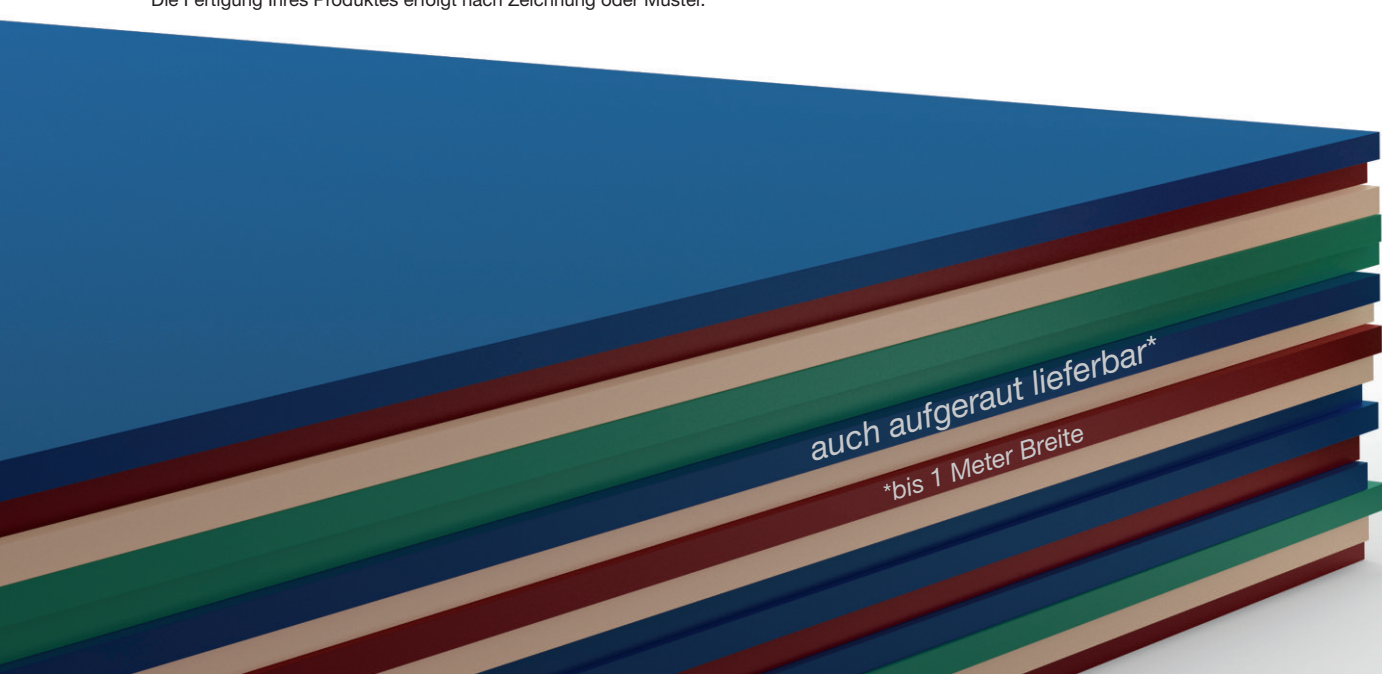 Die Fertigung Ihres Produktes erfolgt nach Zeichnung oder Muster.
auch aufgeraut lieferbar*
*bis 1 Meter Breite